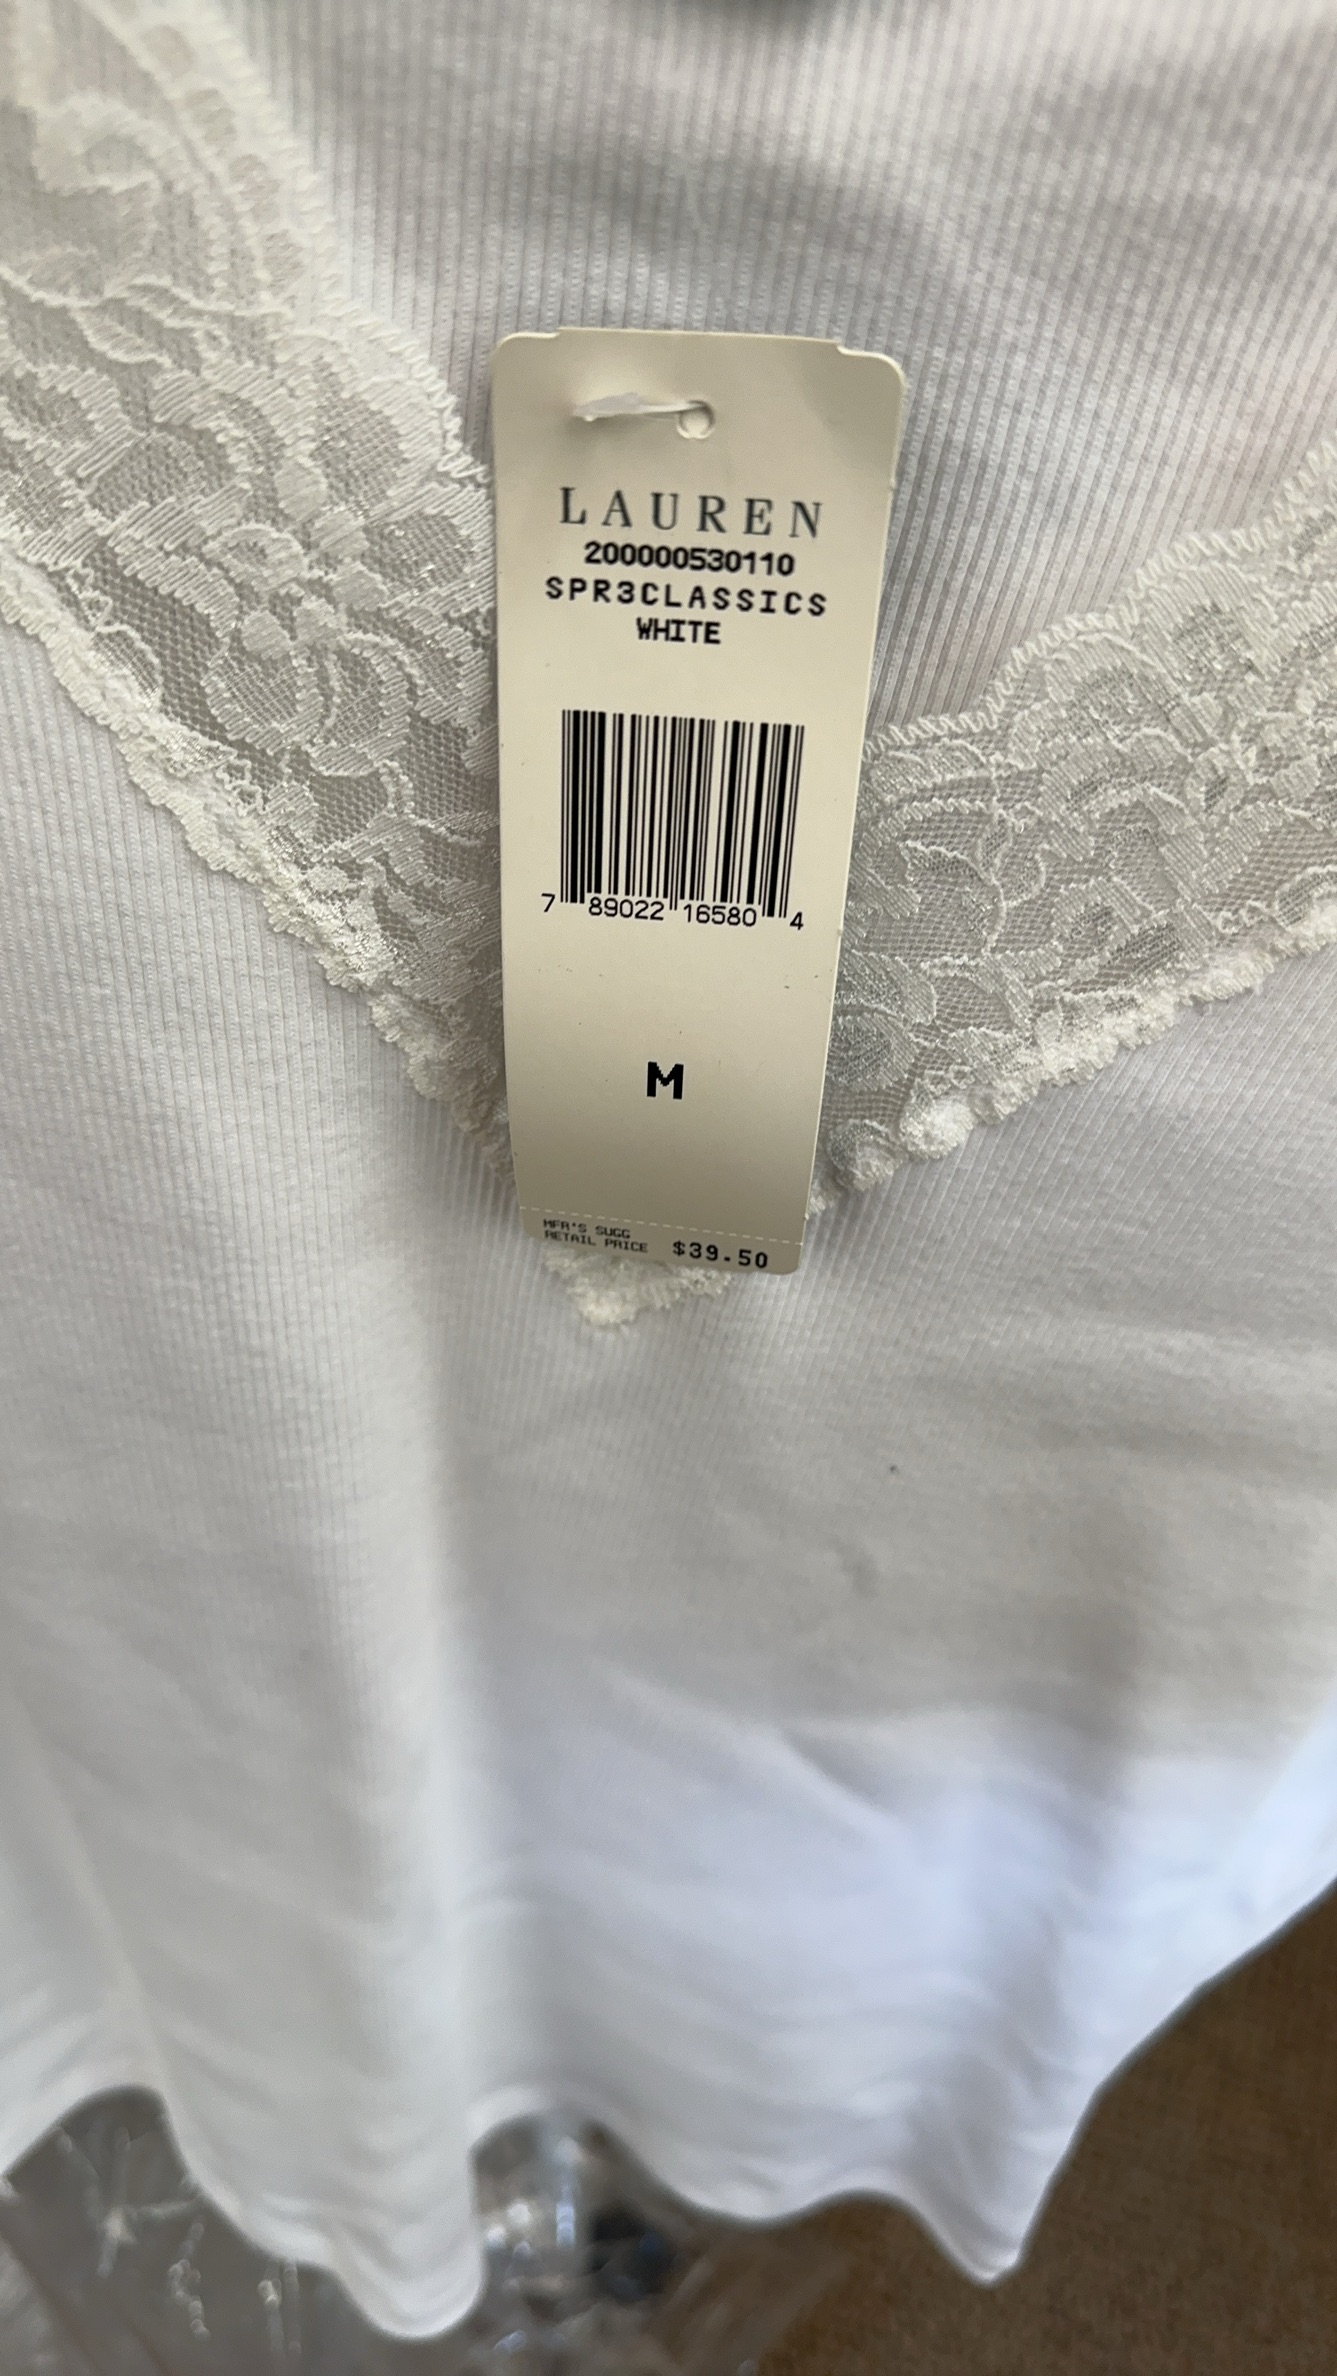 LAUREN
200000530110
SPR3CLASSICS
WHITE
7 89022 16580 4
M
MFR'S SUGG
RETAIL PRICE $39.50